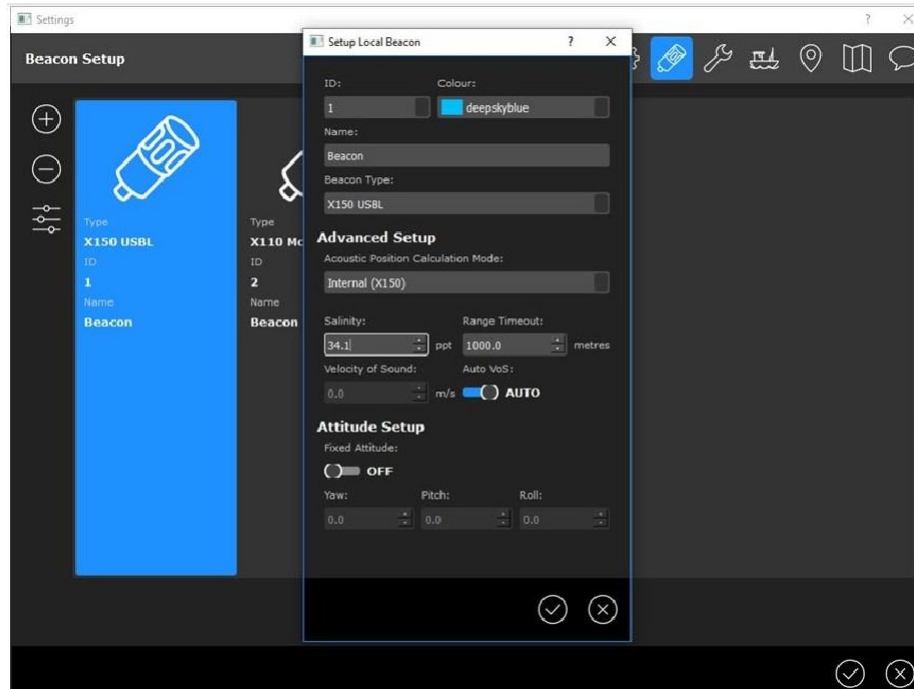 Settings
Beacon Setup
Type
X150 USBL
ID
1
Name
Beacon
Type
X110 Mo
ID
2
Name
Beacon
Setup Local Beacon
ID: Colour:
1 deepskyblue
Name:
Beacon
Beacon Type:
X150 USBL
Advanced Setup
Acoustic Position Calculation Mode:
Internal (X150)
Salinity: Range Timeout:
34.1 ppt 1000.0 metres
Velocity of Sound: Auto VoS:
0.0 m/s AUTO
Attitude Setup
Fixed Attitude:
OFF
Yaw: Pitch: Roll:
0.0 0.0 0.0